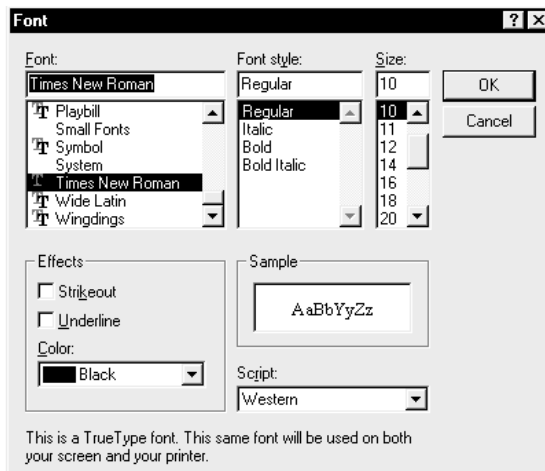 Font
Font:
Times New Roman
Playbill
Small Fonts
Symbol
System
Times New Roman
Wide Latin
Wingdings
Font style:
Regular
Regular
Italic
Bold
Bold Italic
Size:
10
10
11
12
14
16
18
20
OK
Cancel
Effects
Strikeout
Underline
Color:
Black
Sample
AaBbYyZz
Script:
Western
This is a TrueType font. This same font will be used on both
your screen and your printer.